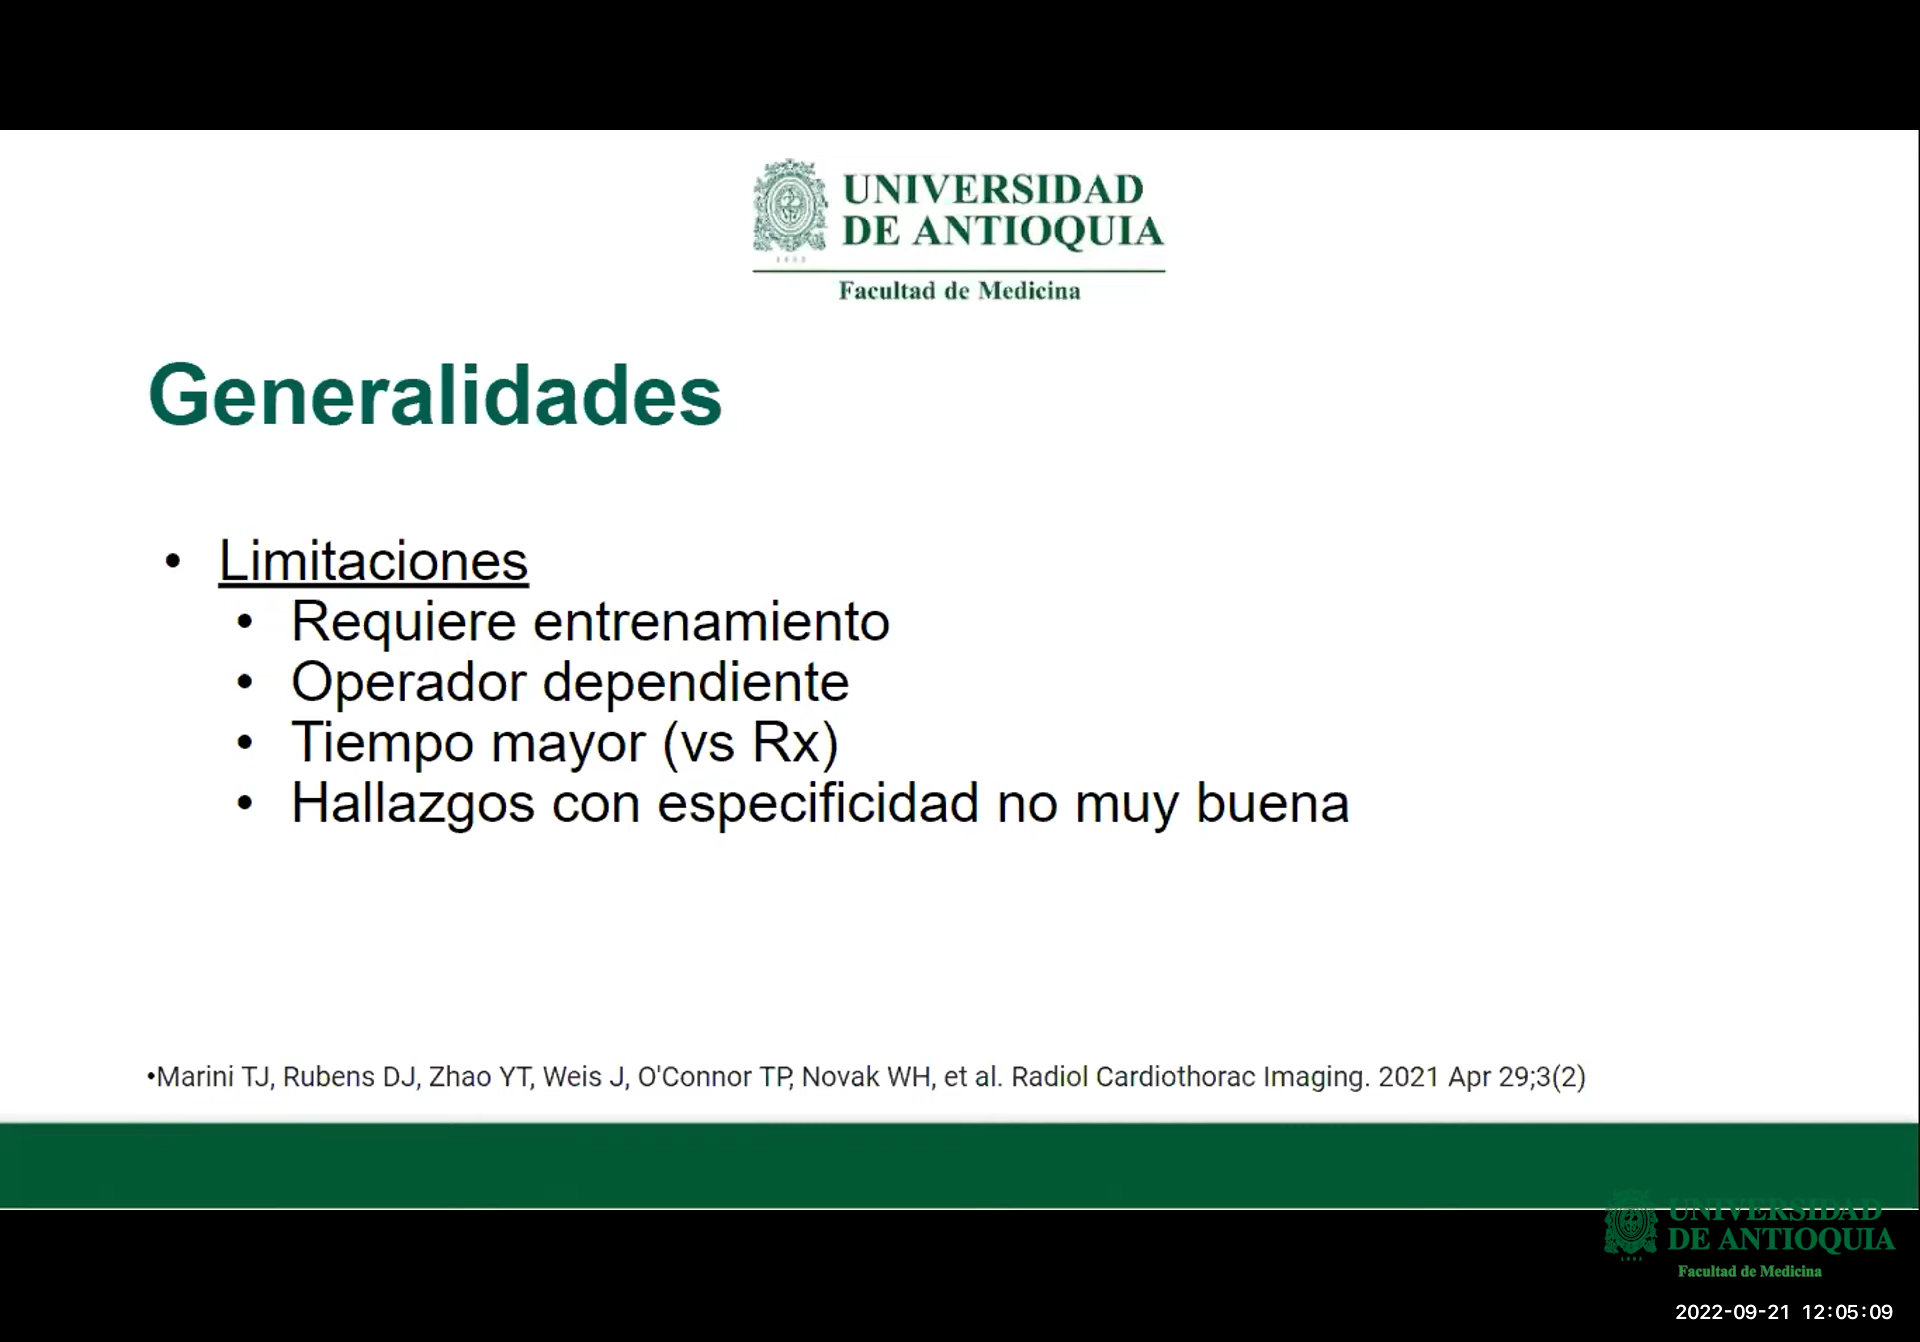 UNIVERSIDAD
DE ANTIOQUIA
1803
Facultad de Medicina
Generalidades
• Limitaciones
• Requiere entrenamiento
• Operador dependiente
• Tiempo mayor (vs Rx)
• Hallazgos con especificidad no muy buena
•Marini TJ, Rubens DJ, Zhao YT, Weis J, O'Connor TP, Novak WH, et al. Radiol Cardiothorac Imaging. 2021 Apr 29;3(2)
UNIVERSIDAD
DE ANTIOQUIA
1803
Facultad de Medicina
2022-09-21 12:05:09